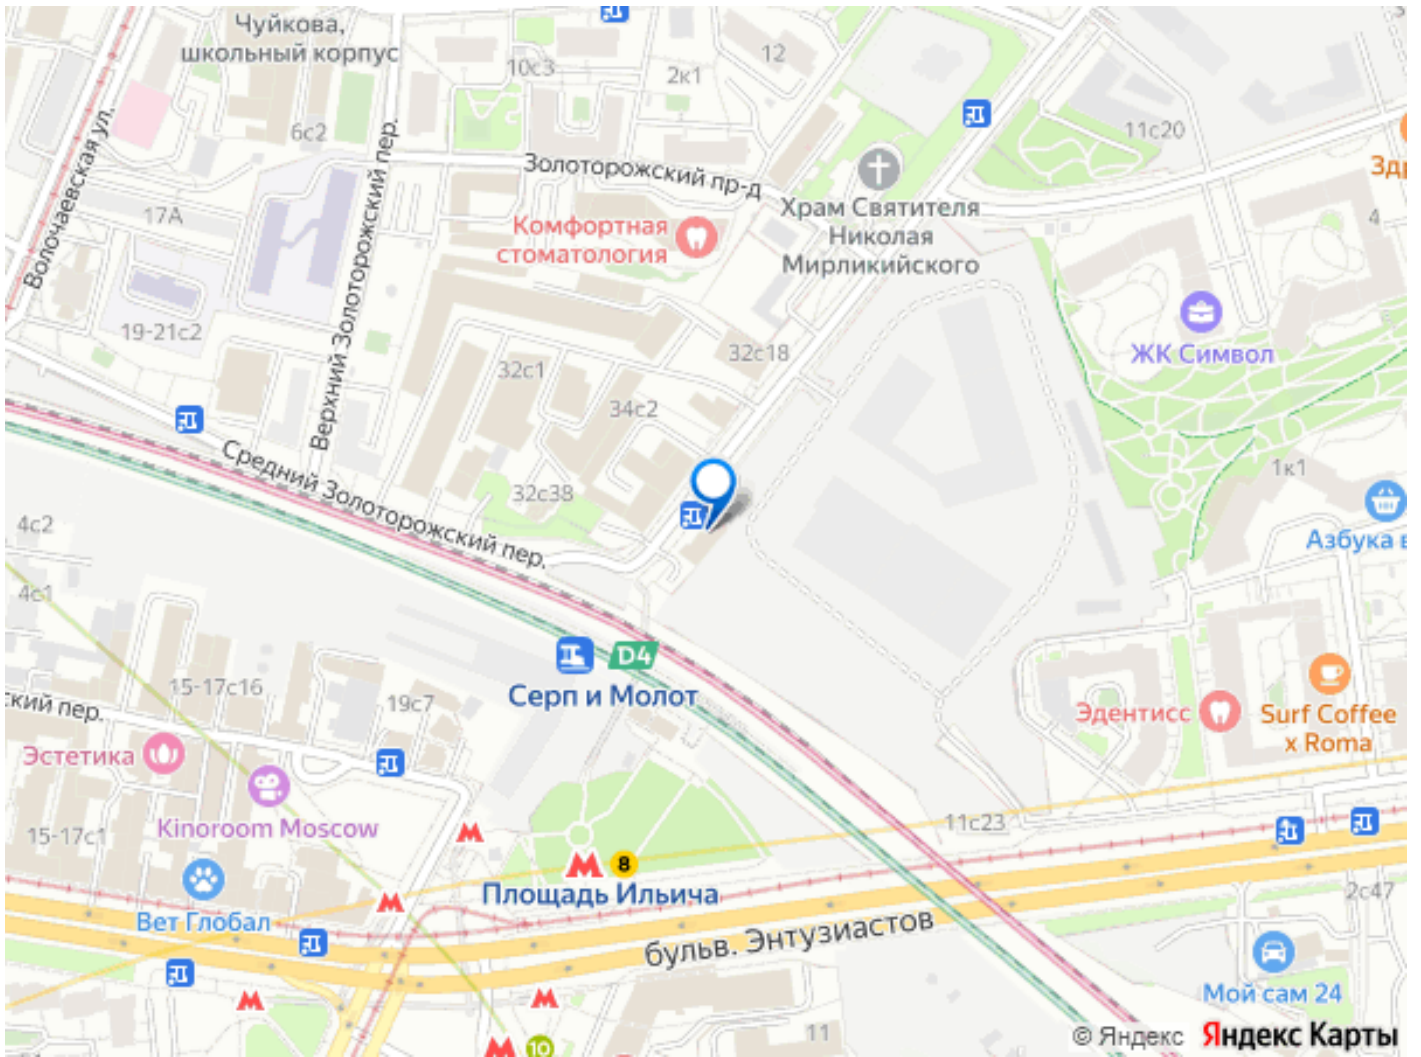 Чуйкова,
школьный корпус
10с3
2к1
12
11с20
6с2
Волочаевская ул.
Верхний Золоторожский пер.
Золоторожский пр-д
17А
Комфортная
стоматология
Храм Святителя
Николая
Мирликийского
4
19-21с2
32с1
32с18
34с2
ЖК Символ
Средний Золоторожский пер.
32с38
1к1
4с2
4с1
Азбука в
D4
Серп и Молот
15-17с16
19с7
ский пер.
Эстетика
Kinoroom Moscow
15-17с1
Эдентисс
Surf Coffee
x Roma
11с23
8
Площадь Ильича
Вет Глобал
бульв. Энтузиастов
2с47
Мой сам 24
11
10
© Яндекс Яндекс Карты